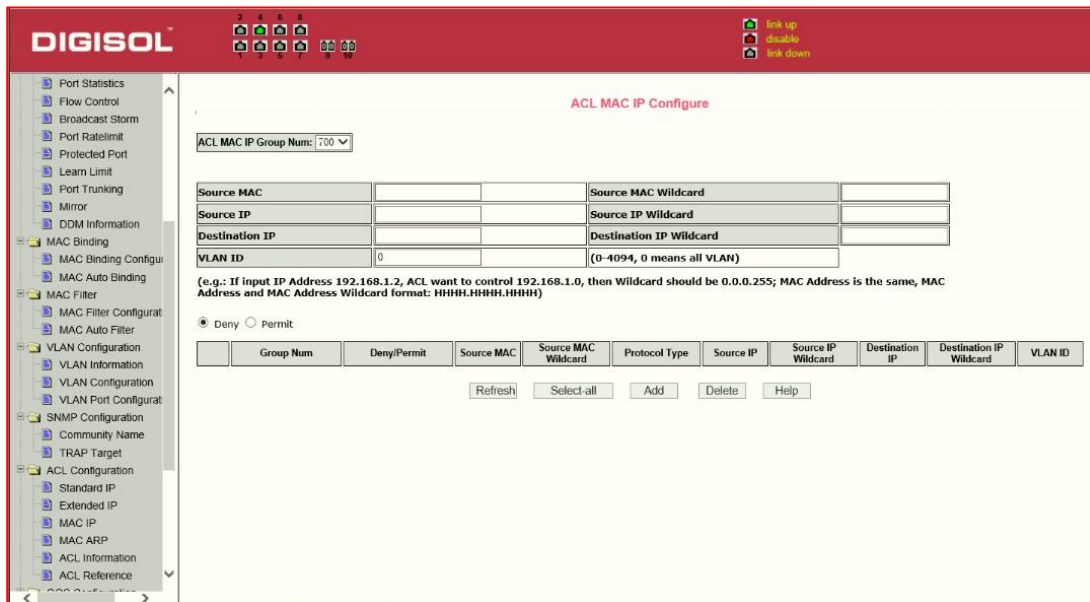 DIGISOL™
2 4 6 8
1 3 5 7 9 10
link up
disable
link down
Port Statistics
Flow Control
Broadcast Storm
Port Ratelimit
Protected Port
Learn Limit
Port Trunking
Mirror
DDM Information
MAC Binding
MAC Binding Configur
MAC Auto Binding
MAC Filter
MAC Filter Configurat
MAC Auto Filter
VLAN Configuration
VLAN Information
VLAN Configuration
VLAN Port Configurat
SNMP Configuration
Community Name
TRAP Target
ACL Configuration
Standard IP
Extended IP
MAC IP
MAC ARP
ACL Information
ACL Reference
ACL MAC IP Configure
ACL MAC IP Group Num: 700
Source MAC Source MAC Wildcard
Source IP Source IP Wildcard
Destination IP Destination IP Wildcard
VLAN ID 0 (0-4094, 0 means all VLAN)
(e.g.: If input IP Address 192.168.1.2, ACL want to control 192.168.1.0, then Wildcard should be 0.0.0.255; MAC Address is the same, MAC
Address and MAC Address Wildcard format: HHHH.HHHH.HHHH)
Deny Permit
Group Num Deny/Permit Source MAC Source MAC Wildcard Protocol Type Source IP Source IP Wildcard Destination IP Destination IP Wildcard VLAN ID
Refresh Select-all Add Delete Help